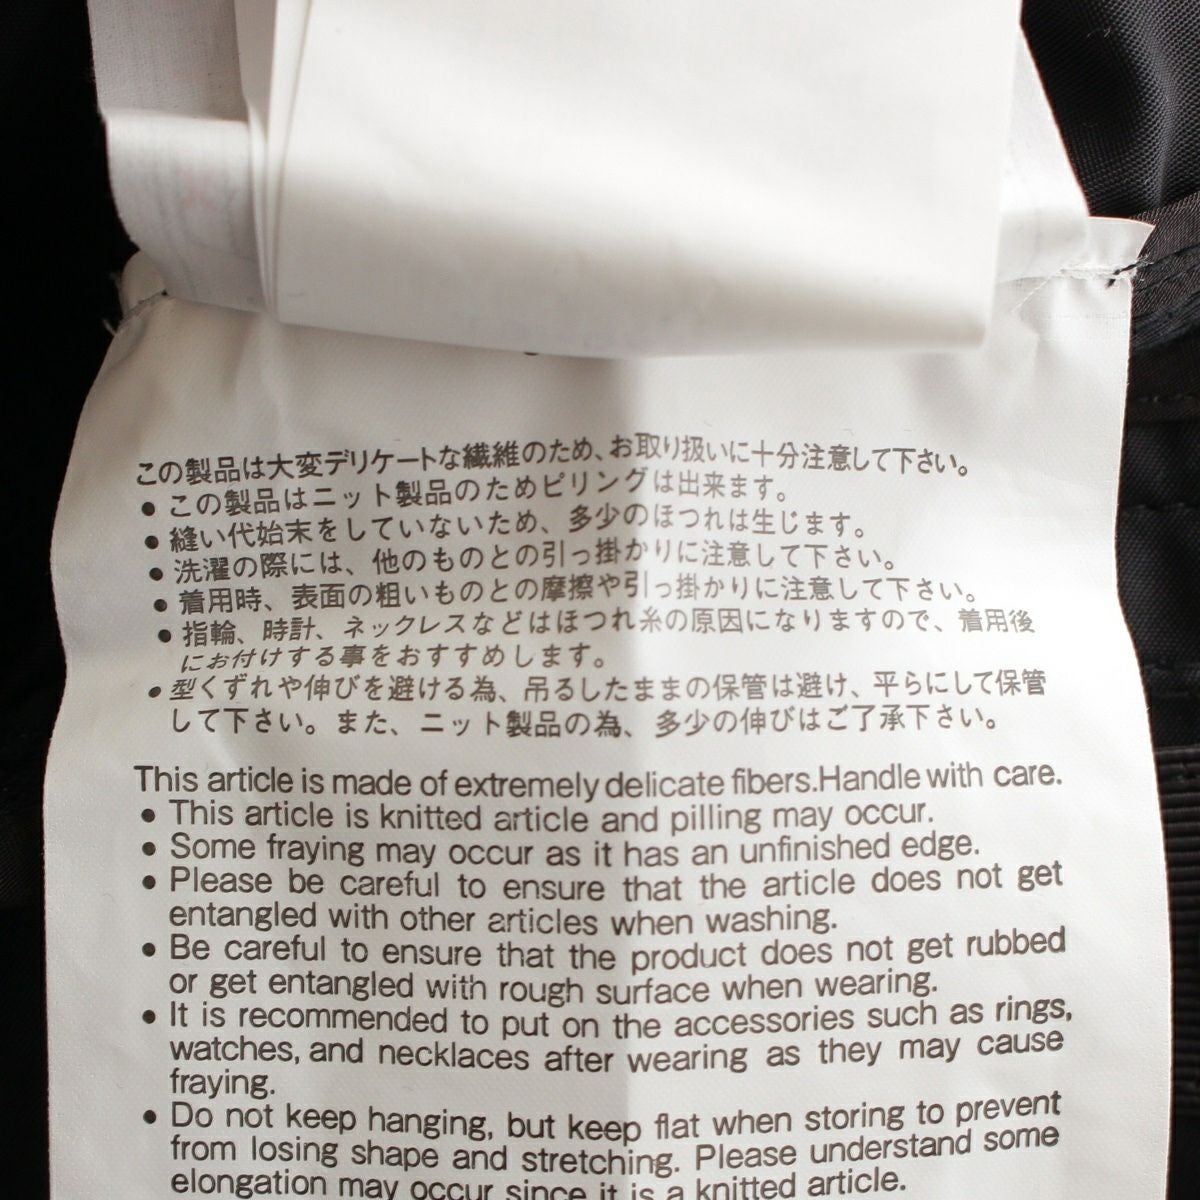 この製品は大変デリケートな繊維のため、お取り扱いに十分注意して下さい。
● この製品はニット製品のためピリングは出来ます。
● 縫い代始末をしていないため、多少のほつれは生じます。
● 洗濯の際には、他のものとの引っ掛かりに注意して下さい。
● 着用時、表面の粗いものとの摩擦や引っ掛かりに注意して下さい。
● 指輪、時計、ネックレスなどはほつれ糸の原因になりますので、着用後
にお付けする事をおすすめします。
● 型くずれや伸びを避ける為、吊るしたままの保管は避け、平らにして保管
して下さい。また、ニット製品の為、多少の伸びはご了承下さい。
This article is made of extremely delicate fibers.Handle with care.
● This article is knitted article and pilling may occur.
● Some fraying may occur as it has an unfinished edge.
● Please be careful to ensure that the article does not get
entangled with other articles when washing.
● Be careful to ensure that the product does not get rubbed
or get entangled with rough surface when wearing.
● It is recommended to put on the accessories such as rings,
watches, and necklaces after wearing as they may cause
fraying.
● Do not keep hanging, but keep flat when storing to prevent
from losing shape and stretching. Please understand some
elongation may occur since it is a knitted article.